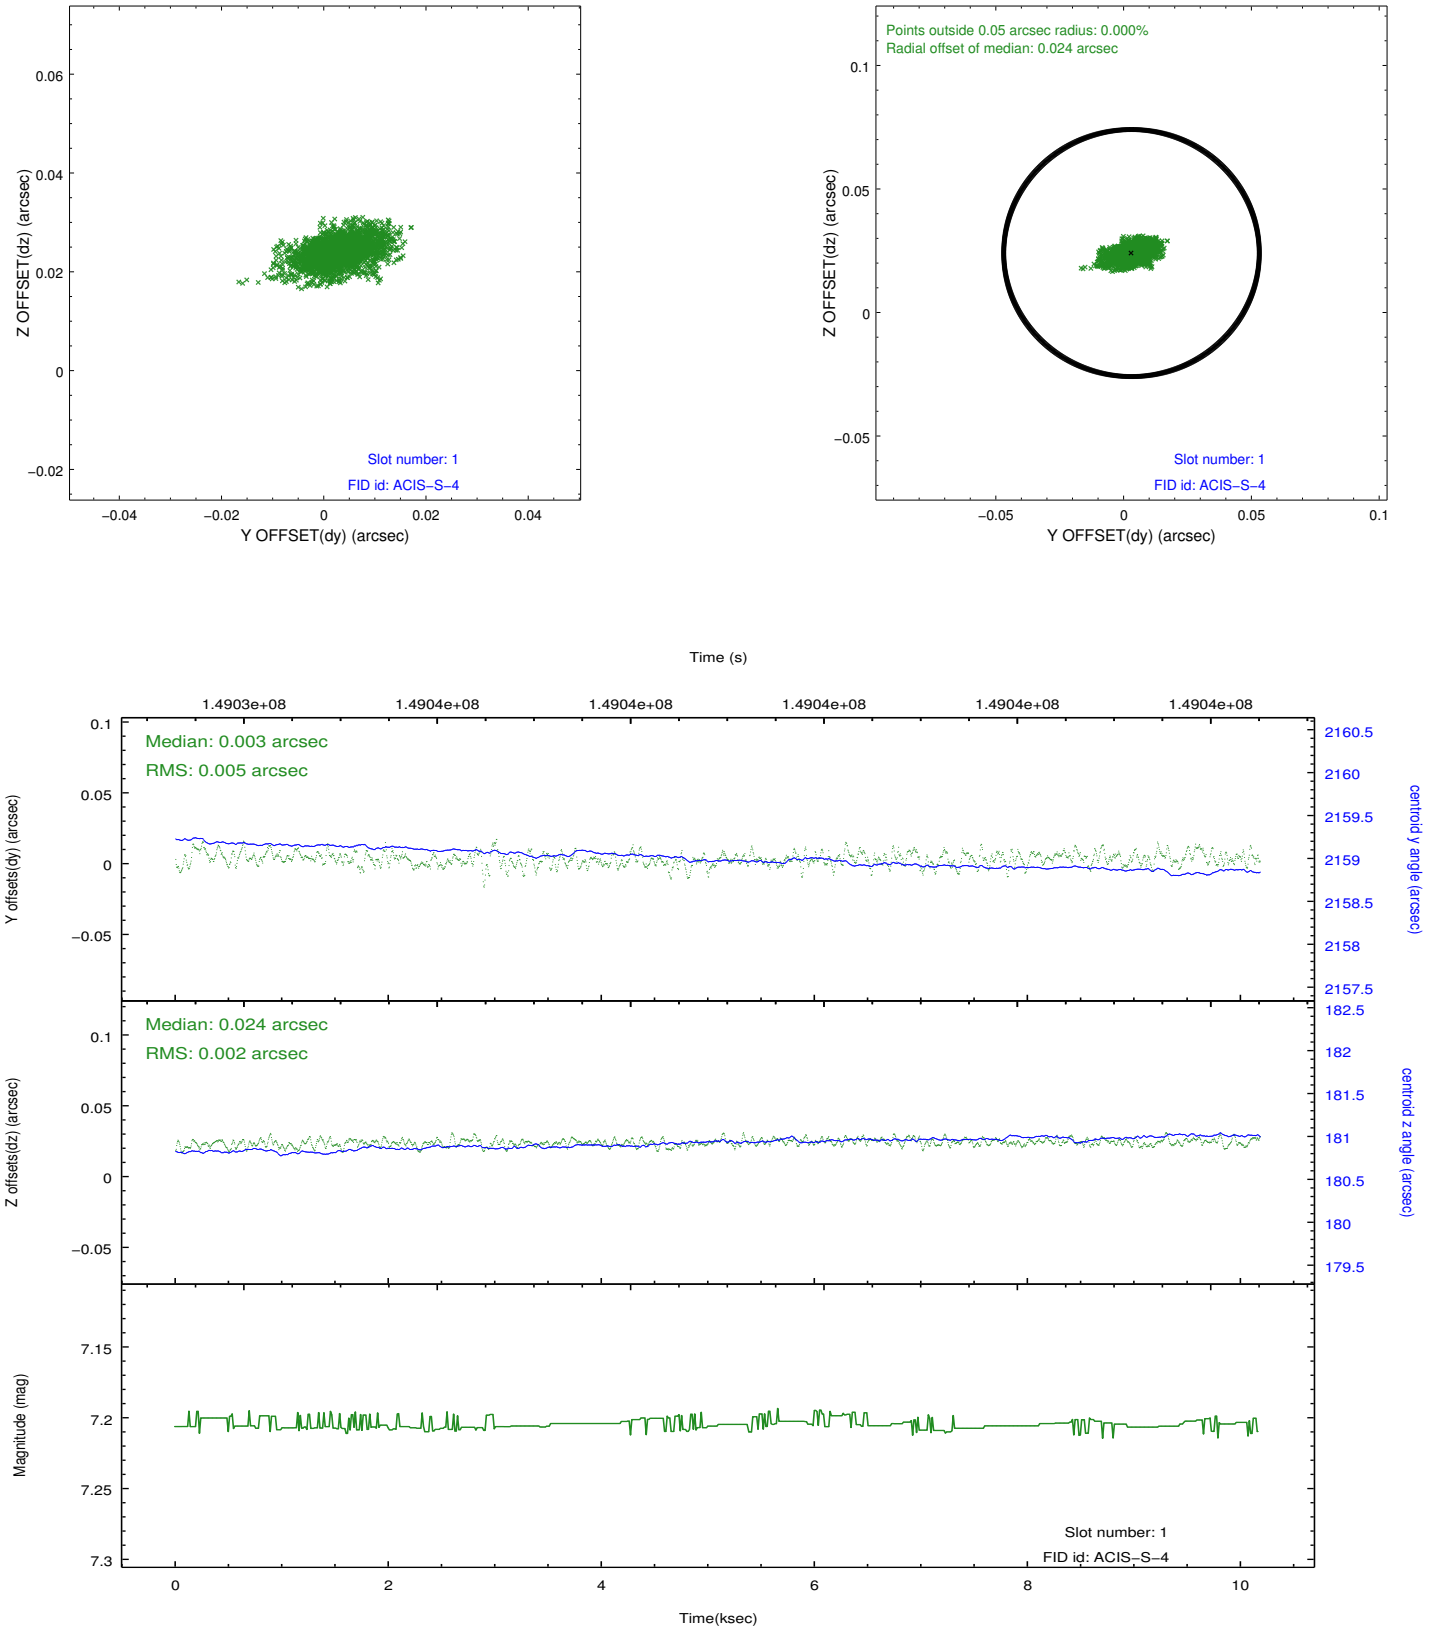 0.06
0.04
0.02
0
−0.02
Z OFFSET(dz) (arcsec)
Slot number: 1
FID id: ACIS−S−4
−0.04
−0.02
0
0.02
0.04
Y OFFSET(dy) (arcsec)
Points outside 0.05 arcsec radius: 0.000%
Radial offset of median: 0.024 arcsec
0.1
0.05
0
−0.05
Z OFFSET(dz) (arcsec)
Slot number: 1
FID id: ACIS−S−4
−0.05
0
0.05
0.1
Y OFFSET(dy) (arcsec)
Time (s)
1.4903e+08
1.4904e+08
1.4904e+08
1.4904e+08
1.4904e+08
1.4904e+08
Median: 0.003 arcsec
RMS: 0.005 arcsec
0.1
0.05
0
−0.05
Y offsets(dy) (arcsec)
2160.5
2160
2159.5
2159
2158.5
2158
2157.5
centroid y angle (arcsec)
Median: 0.024 arcsec
RMS: 0.002 arcsec
0.1
0.05
0
−0.05
Z offsets(dz) (arcsec)
182.5
182
181.5
181
180.5
180
179.5
centroid z angle (arcsec)
7.15
7.2
7.25
7.3
Magnitude (mag)
Slot number: 1
FID id: ACIS−S−4
0
2
4
6
8
10
Time(ksec)